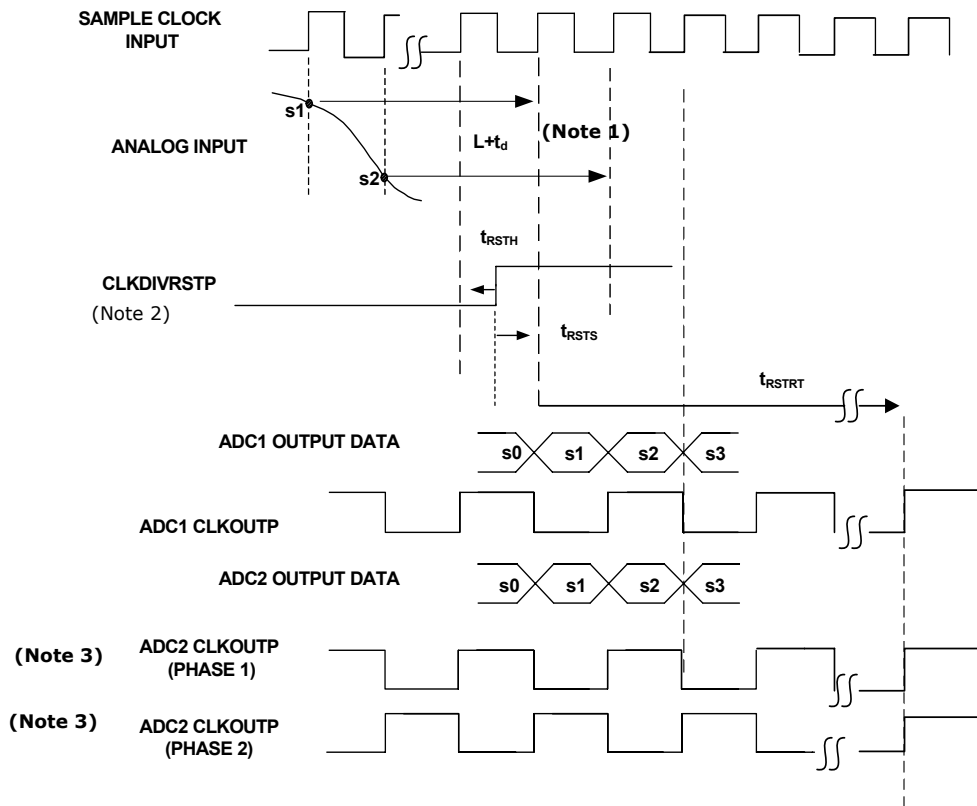 SAMPLE CLOCK
INPUT
s1
(Note 1)
L+td
ANALOG INPUT
s2
tRSTH
CLKDIVRSTP
(Note 2)
tRSTS
tRSTRT
ADC1 OUTPUT DATA
s0 s1 s2 s3
ADC1 CLKOUTP
ADC2 OUTPUT DATA
s0 s1 s2 s3
(Note 3)
ADC2 CLKOUTP
(PHASE 1)
(Note 3)
ADC2 CLKOUTP
(PHASE 2)